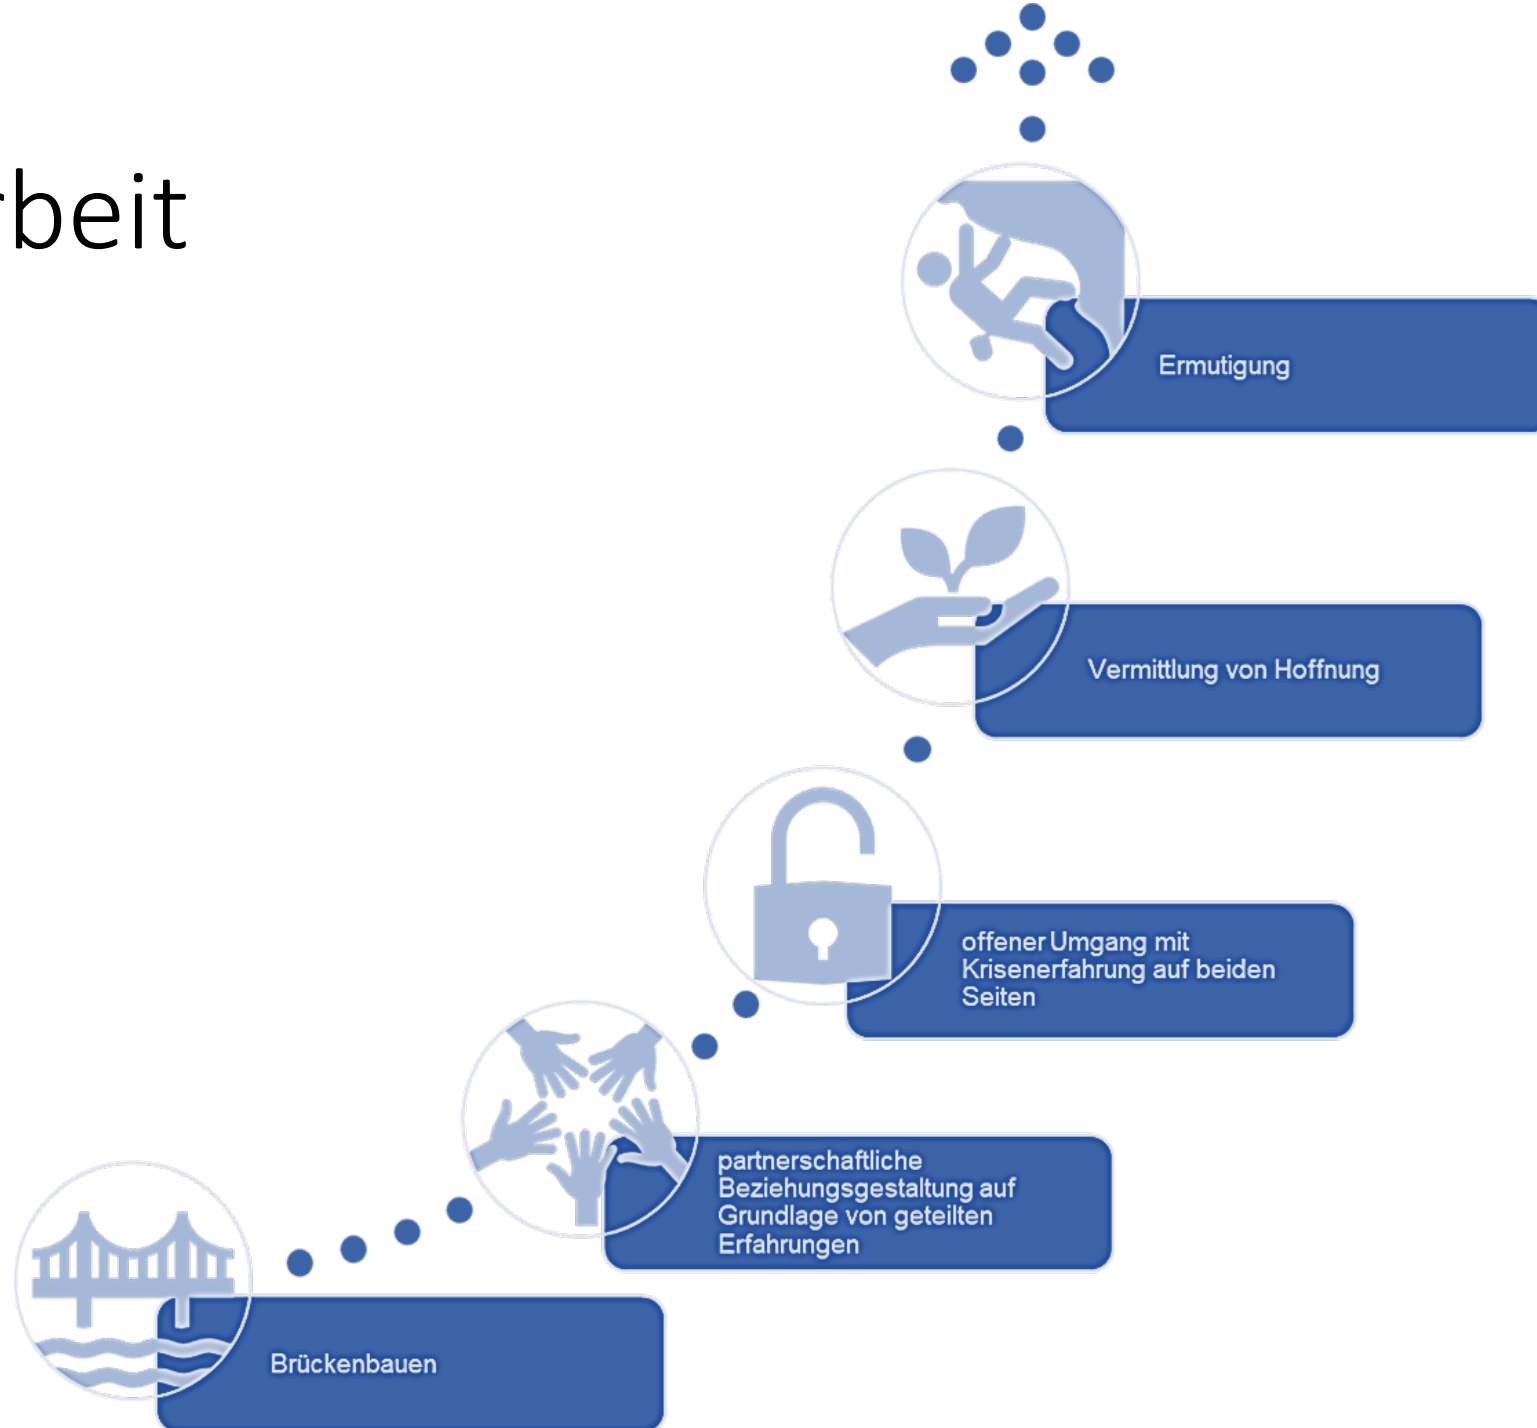 rbeit
Ermutigung
Vermittlung von Hoffnung
offener Umgang mit
Krisenerfahrung auf beiden
Seiten
partnerschaftliche
Beziehungsgestaltung auf
Grundlage von geteilten
Erfahrungen
Brückenbauen